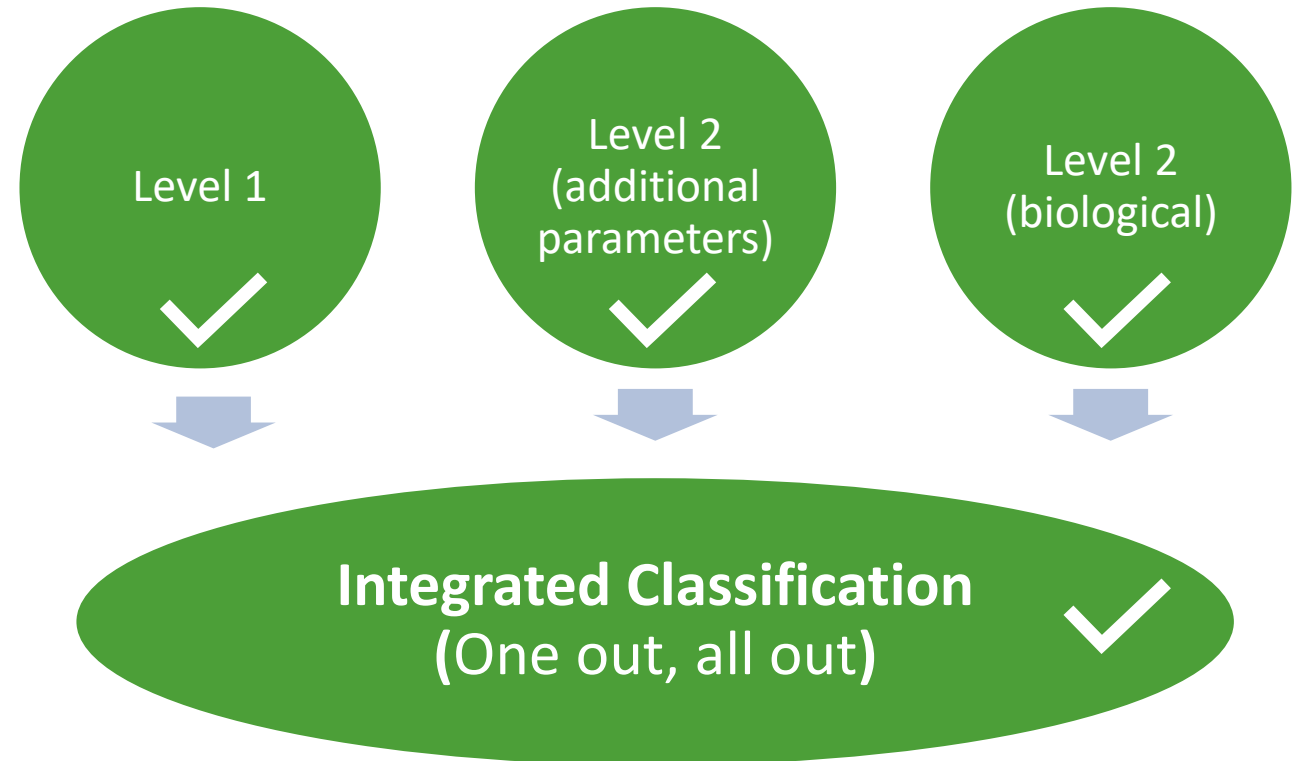 Level 1
Level 2
(additional
parameters)
Level 2
(biological)
Integrated Classification
(One out, all out)